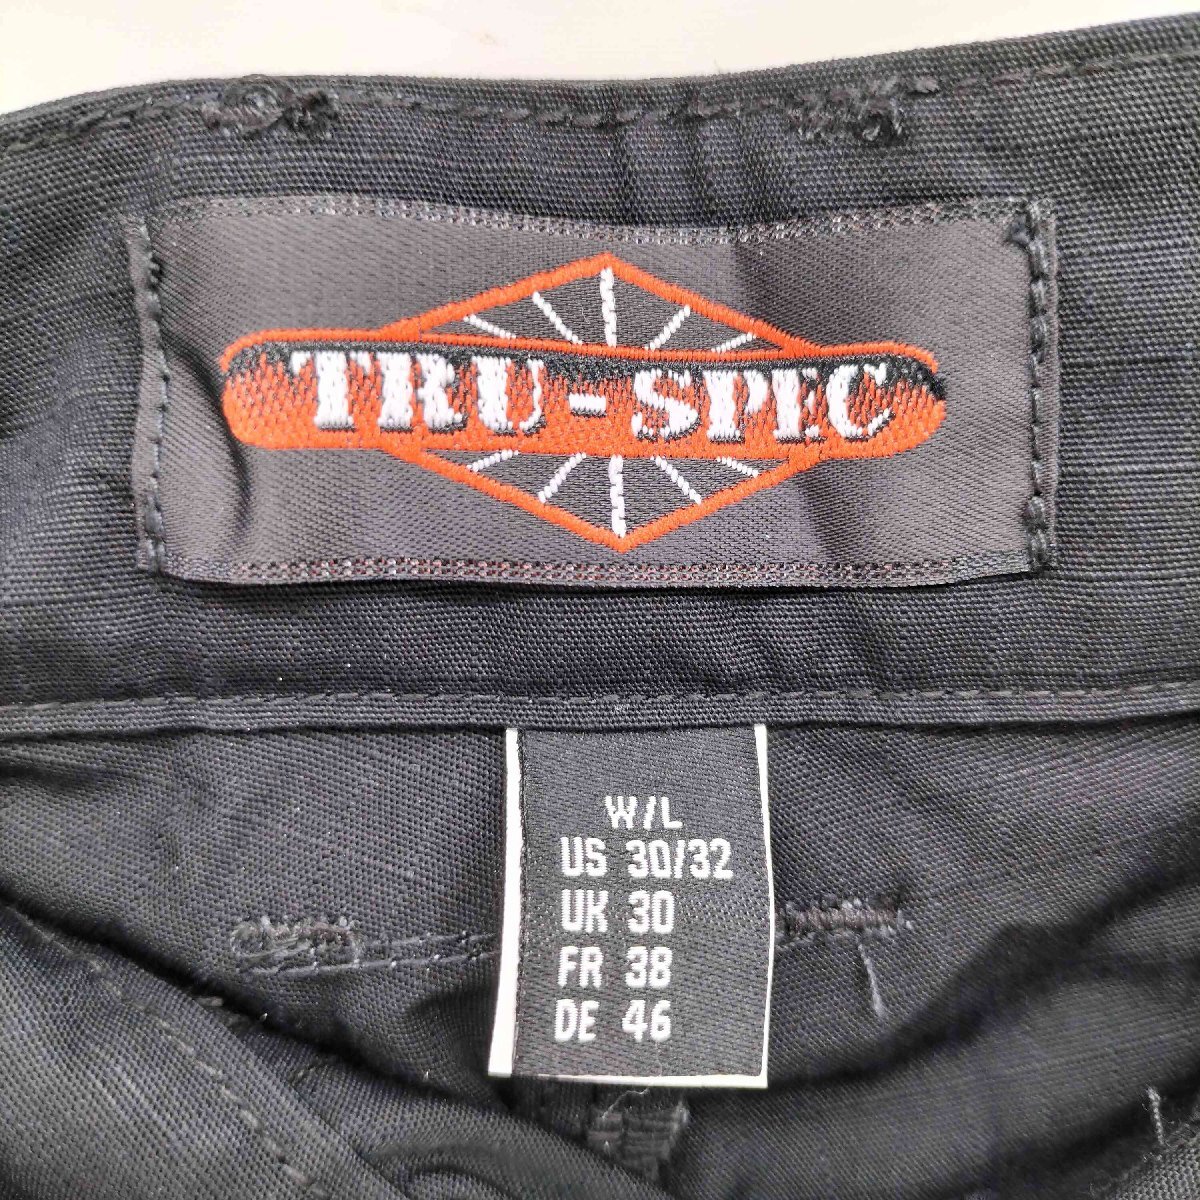 TRU-SPEC
W/L
US 30/32
UK 30
FR 38
DE 46